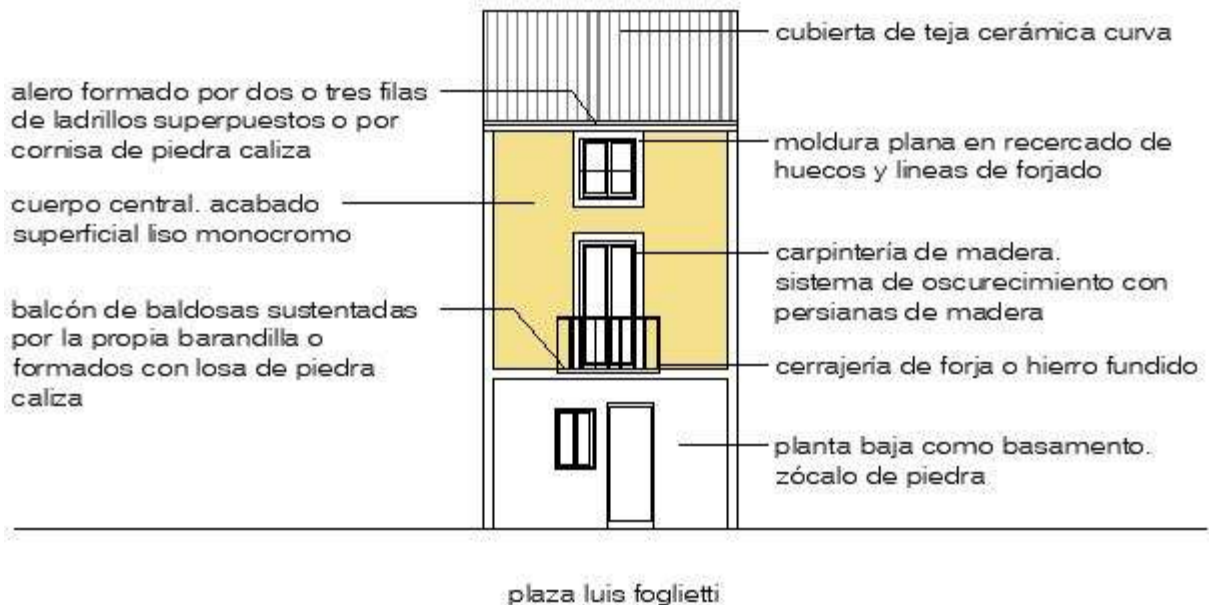 cubierta de teja cerámica curva
alero formado por dos o tres filas
de ladrillos superpuestos o por
cornisa de piedra caliza
moldura plana en recercado de
huecos y lineas de forjado
cuerpo central. acabado
superficial liso monocromo
carpintería de madera.
sistema de oscurecimiento con
persianas de madera
balcón de baldosas sustentadas
por la propia barandilla o
formados con losa de piedra
caliza
cerrajería de forja o hierro fundido
planta baja como basamento.
zócalo de piedra
plaza luis foglietti